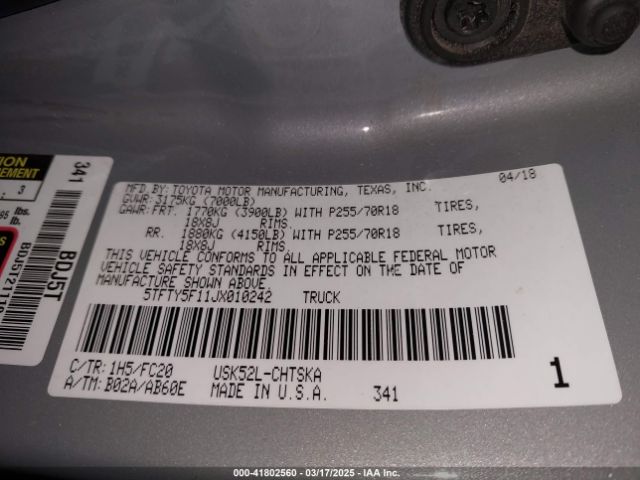 MFD.BY:TOYOTA MOTOR MANUFACTURING, TEXAS, INC. 04/18
GVWR:3175KG (7000LB)
GAWR:FRT. 1770KG (3900LB) WITH P255/70R18 TIRES,
18X8J RIMS.
RR. 1880KG (4150LB) WITH P255/70R18 TIRES,
18X8J RIMS.
THIS VEHICLE CONFORMS TO ALL APPLICABLE FEDERAL MOTOR
VEHICLE SAFETY STANDARDS IN EFFECT ON THE DATE OF
MANUFACTURE SHOWN ABOVE.
5TFTY5F11JX010242 TRUCK
C/TR: 1H5/FC20 USK52L-CHTSKA
A/TM: B02A/AB60E MADE IN U.S.A. 341
1
341
BDJ5T
3
lbs.
lb.
000-41802560 — 03/17/2025 — IAA Inc.